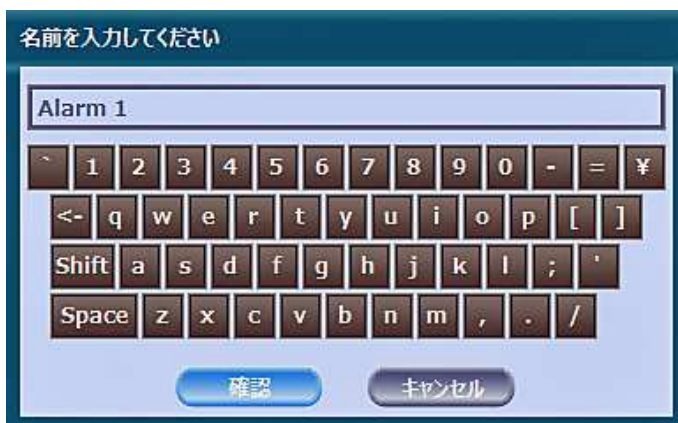 名前を入力してください
Alarm 1
` 1 2 3 4 5 6 7 8 9 0 - = ¥
<- q w e r t y u i o p [ ]
Shift a s d f g h j k l ; '
Space z x c v b n m , . /
確認 キャンセル